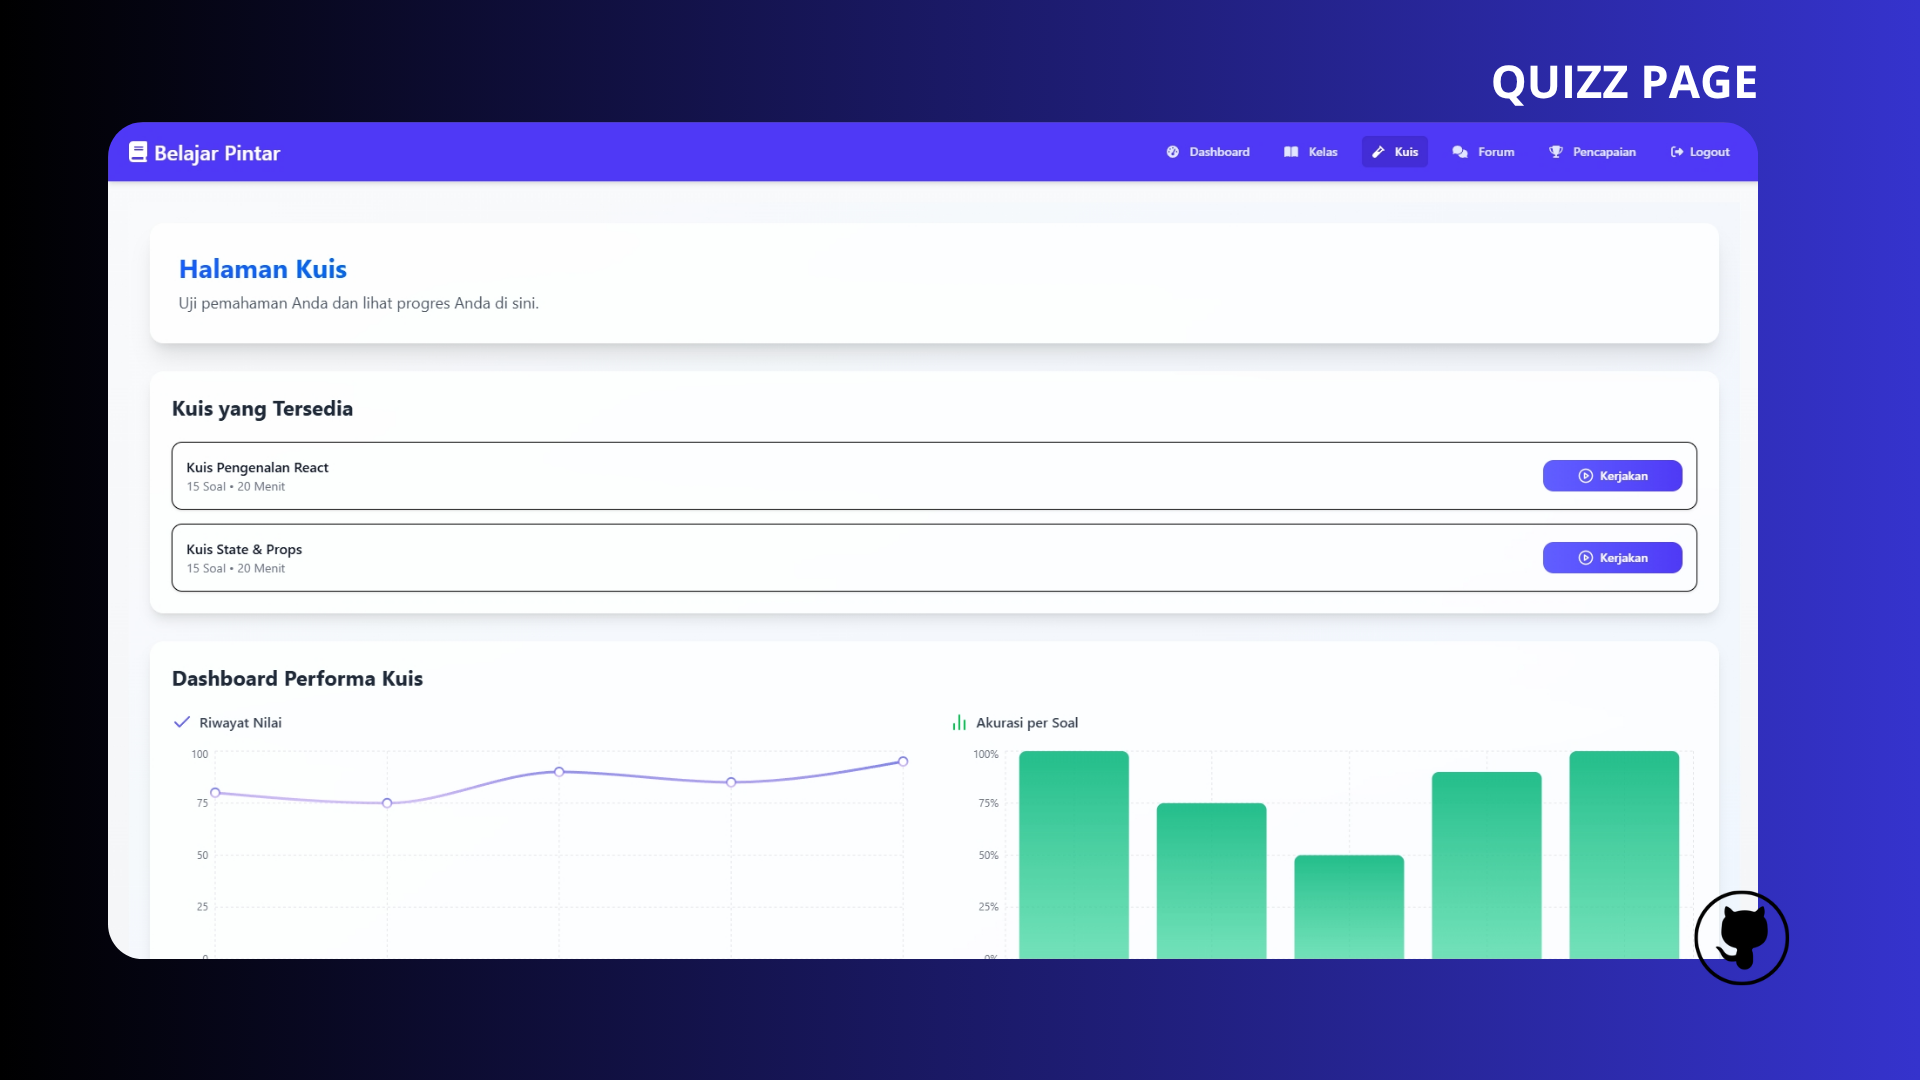 QUIZZ PAGE
Belajar Pintar
Dashboard
Kelas
Kuis
Forum
Pencapaian
Logout
Halaman Kuis
Uji pemahaman Anda dan lihat progres Anda di sini.
Kuis yang Tersedia
Kuis Pengenalan React
15 Soal • 20 Menit
Kerjakan
Kuis State & Props
15 Soal • 20 Menit
Kerjakan
Dashboard Performa Kuis
Riwayat Nilai
100
75
50
25
Akurasi per Soal
100%
75%
50%
25%